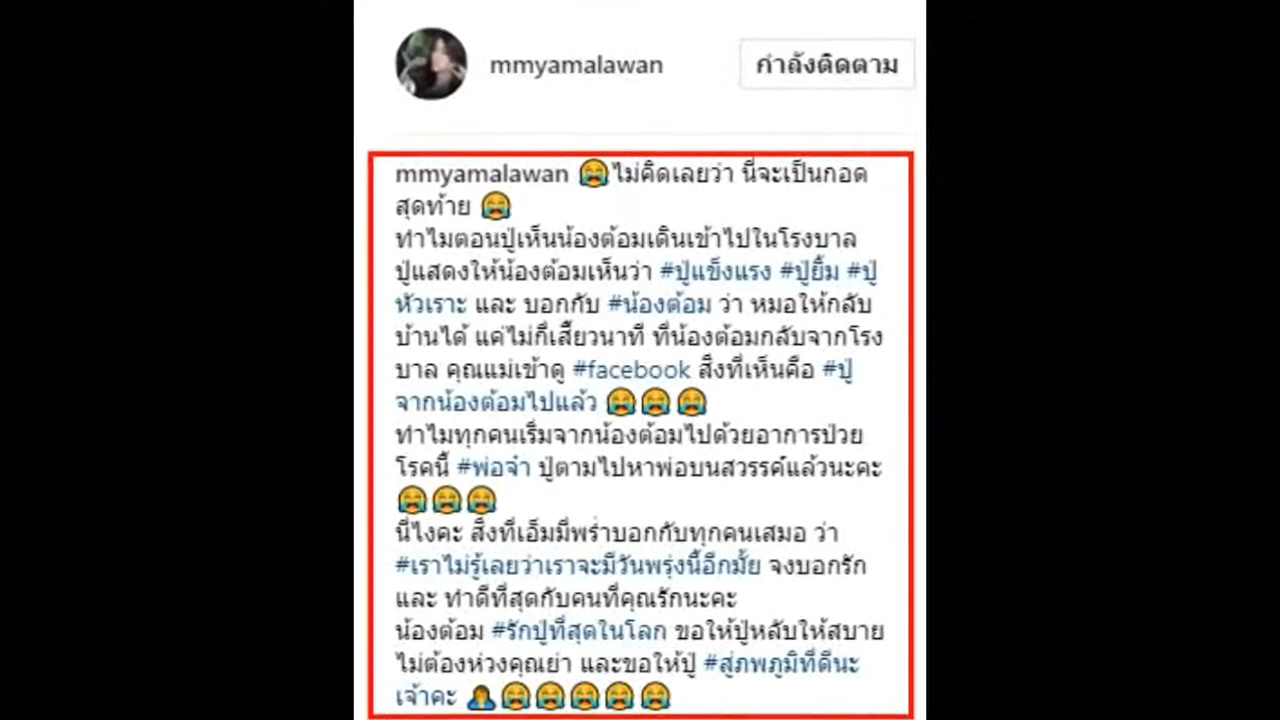 mmyamalawan
กำลังติดตาม
mmyamalawan 😭ไม่คิดเลยว่า นี่จะเป็นกอด
สุดท้าย 😭
ทำไมตอนปู่เห็นน้องต้อมเดินเข้าไปในโรงบาล
ปู่แสดงให้น้องต้อมเห็นว่า #ปู่แข็งแรง #ปู่ยิ้ม #ปู่
หัวเราะ และ บอกกับ #น้องต้อม ว่า หมอให้กลับ
บ้านได้ แค่ไม่กี่เสี้ยวนาที ที่น้องต้อมกลับจากโรง
บาล คุณแม่เข้าดู #facebook สิ่งที่เห็นคือ #ปู่
จากน้องต้อมไปแล้ว 😭😭😭
ทำไมทุกคนเริ่มจากน้องต้อมไปด้วยอาการป่วย
โรคนี้ #พ่อจ๋า ปู่ตามไปหาพ่อบนสวรรค์แล้วนะคะ
😭😭😭
นี่ไงคะ สิ่งที่เอ็มมี่พร่ำบอกกับทุกคนเสมอ ว่า
#เราไม่รู้เลยว่าเราจะมีวันพรุ่งนี้อีกมั้ย จงบอกรัก
และ ทำดีที่สุดกับคนที่คุณรักนะคะ
น้องต้อม #รักปู่ที่สุดในโลก ขอให้ปู่หลับให้สบาย
ไม่ต้องห่วงคุณย่า และขอให้ปู่ #สู่ภพภูมิที่ดีนะ
เจ้าคะ 🙇‍♀️😭😭😭😭😭